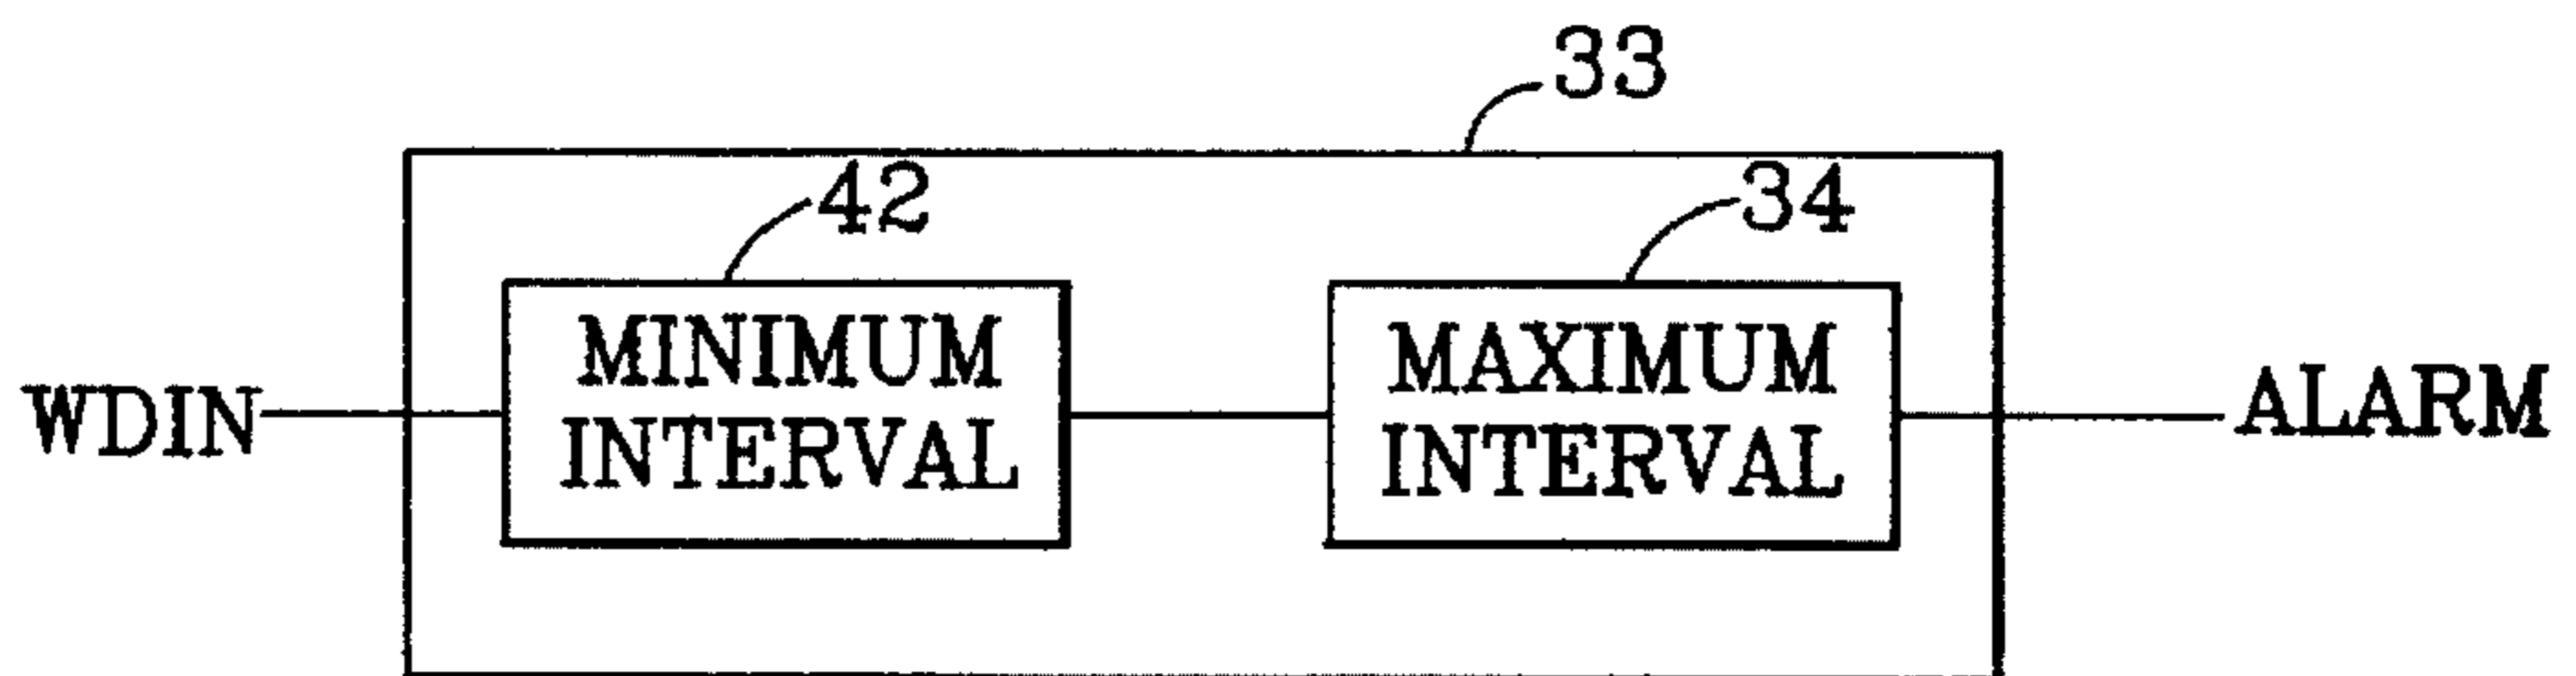 33
42
34
MINIMUM
INTERVAL
MAXIMUM
INTERVAL
WDIN
ALARM